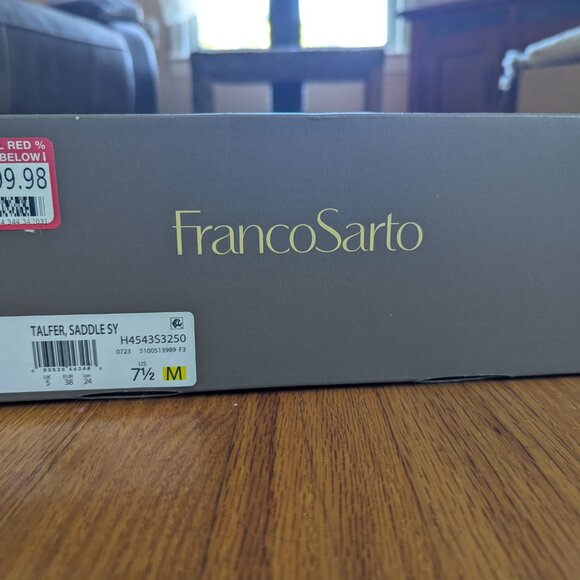 L RED %
BELOW!
99.98
FrancoSarto
TALFER, SADDLE SY
H4543S3250
0723 5100513989 F3
UK EUR
5 38 24
US
7½ M